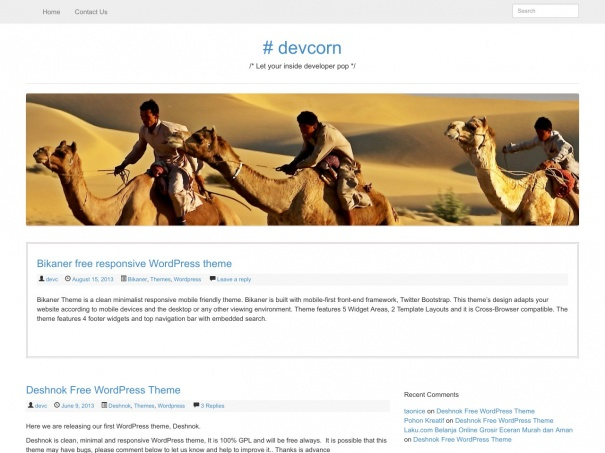 Home Contact Us Search
# devcorn
/* Let your inside developer pop */
Bikaner free responsive WordPress theme
devc August 15, 2013 Bikaner, Themes, Wordpress Leave a reply
Bikaner Theme is a clean minimalist responsive mobile friendly theme. Bikaner is built with mobile-first front-end framework, Twitter Bootstrap. This theme's design adapts your
website according to mobile devices and the desktop or any other viewing environment. Theme features 5 Widget Areas, 2 Template Layouts and it is Cross-Browser compatible. The
theme features 4 footer widgets and top navigation bar with embedded search.
Deshnok Free WordPress Theme
devc June 9, 2013 Deshnok, Themes, Wordpress 3 Replies
Here we are releasing our first WordPress theme, Deshnok.
Deshnok is clean, minimal and responsive WordPress theme, It is 100% GPL and will be free always. It is possible that this
theme may have bugs, please comment below to let us know and help to improve it.. Thanks is advance
Recent Comments
taonice on Deshnok Free WordPress Theme
Pohon Kreatif on Deshnok Free WordPress Theme
Laku.com Belanja Online Grosir Eceran Murah dan Aman
on Deshnok Free WordPress Theme